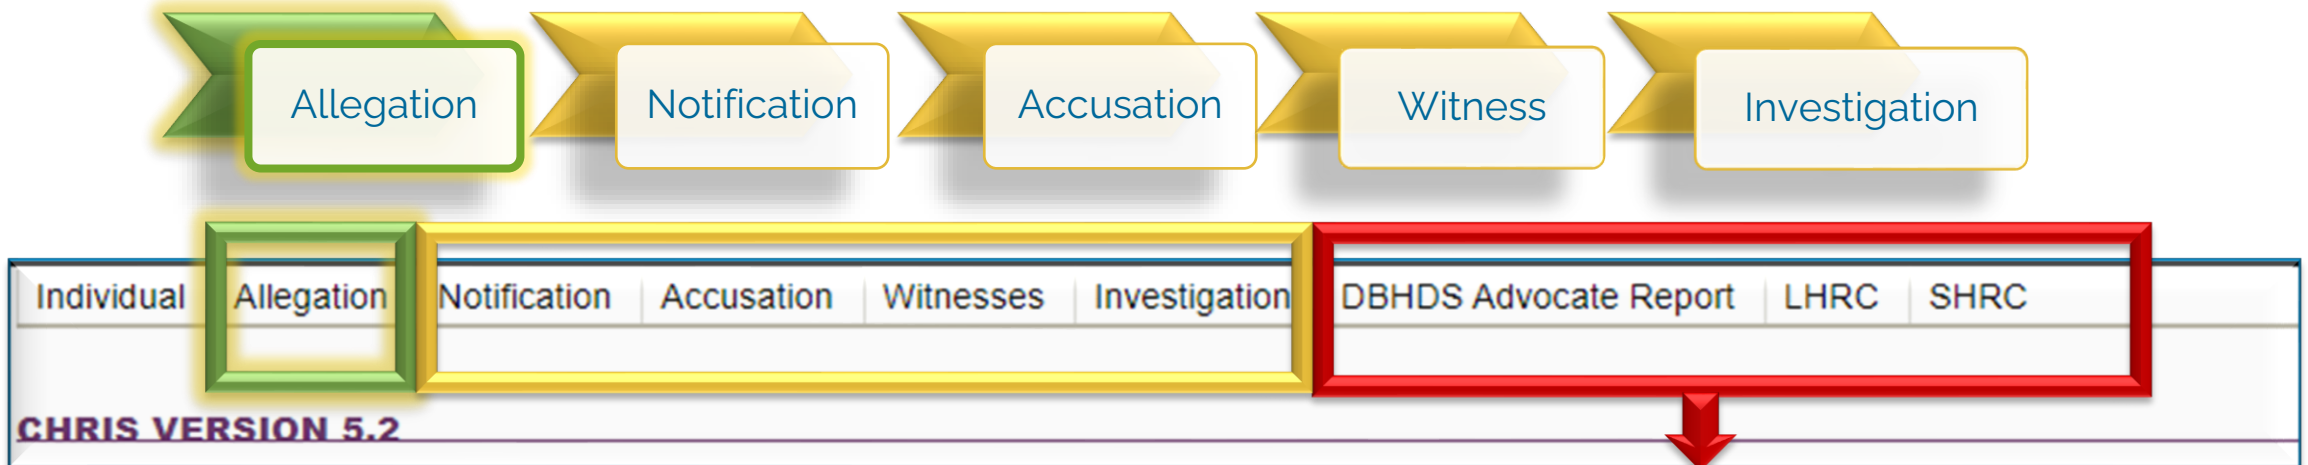 Allegation Notification Accusation Witness Investigation
Individual Allegation Notification Accusation Witnesses Investigation DBHDS Advocate Report LHRC SHRC
CHRIS VERSION 5.2